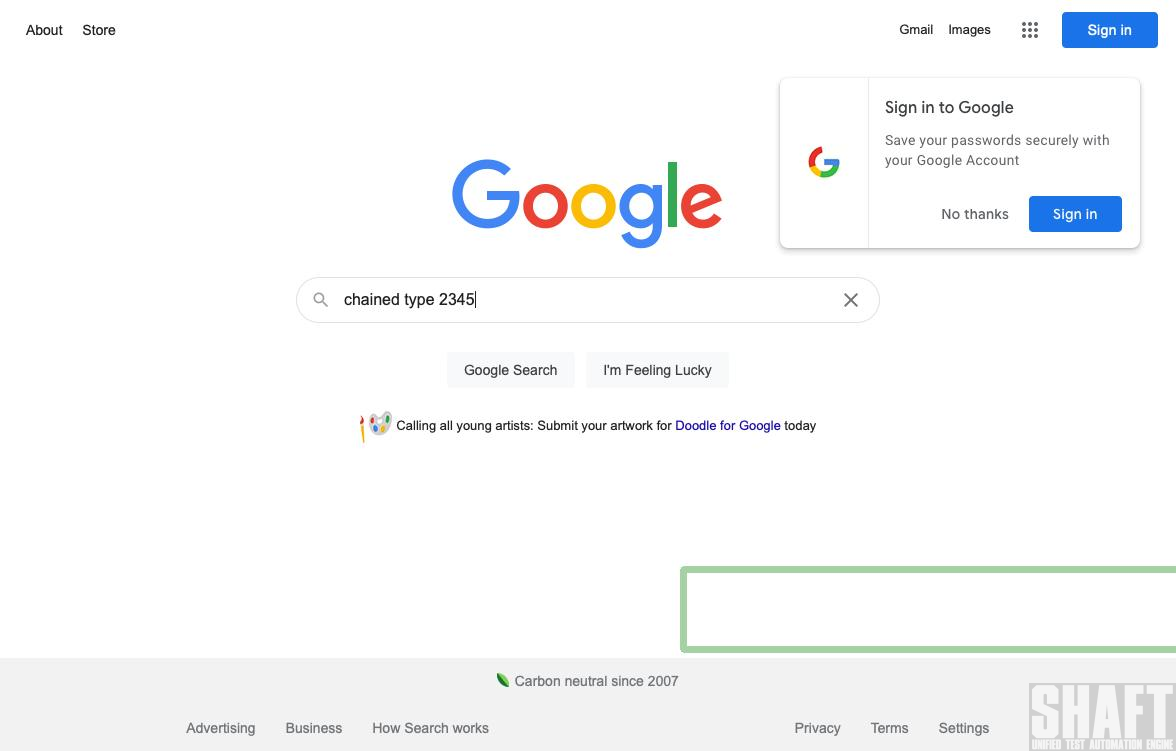 About Store
Gmail Images Sign in
Sign in to Google
Save your passwords securely with
your Google Account
No thanks Sign in
Google
chained type 2345
Google Search I'm Feeling Lucky
Calling all young artists: Submit your artwork for Doodle for Google today
Carbon neutral since 2007
Advertising Business How Search works
Privacy Terms Settings
SHAFT
UNIFIED TEST AUTOMATION ENGINE